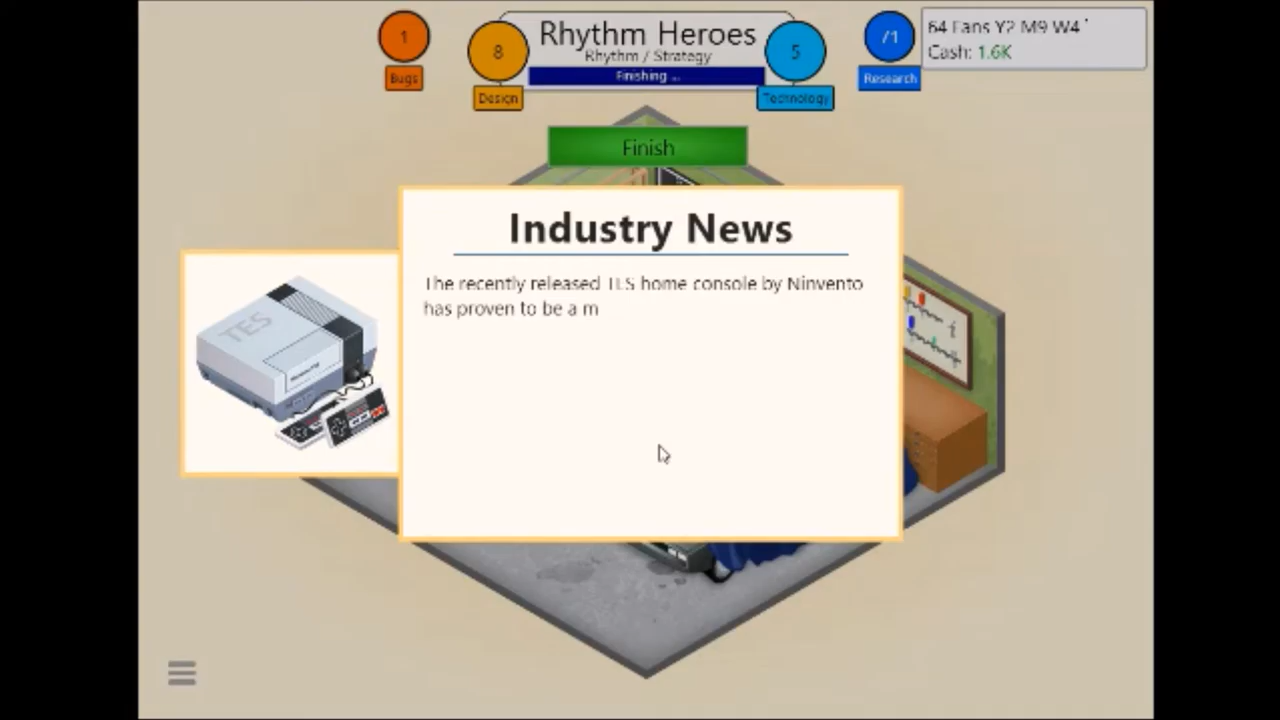 1
Bugs
8
Design
Rhythm Heroes
Rhythm / Strategy
Finishing ...
5
Technology
71
Research
64 Fans Y2 M9 W4
Cash: 1.6K
Finish
Industry News
The recently released TES home console by Ninvento
has proven to be a m
TES